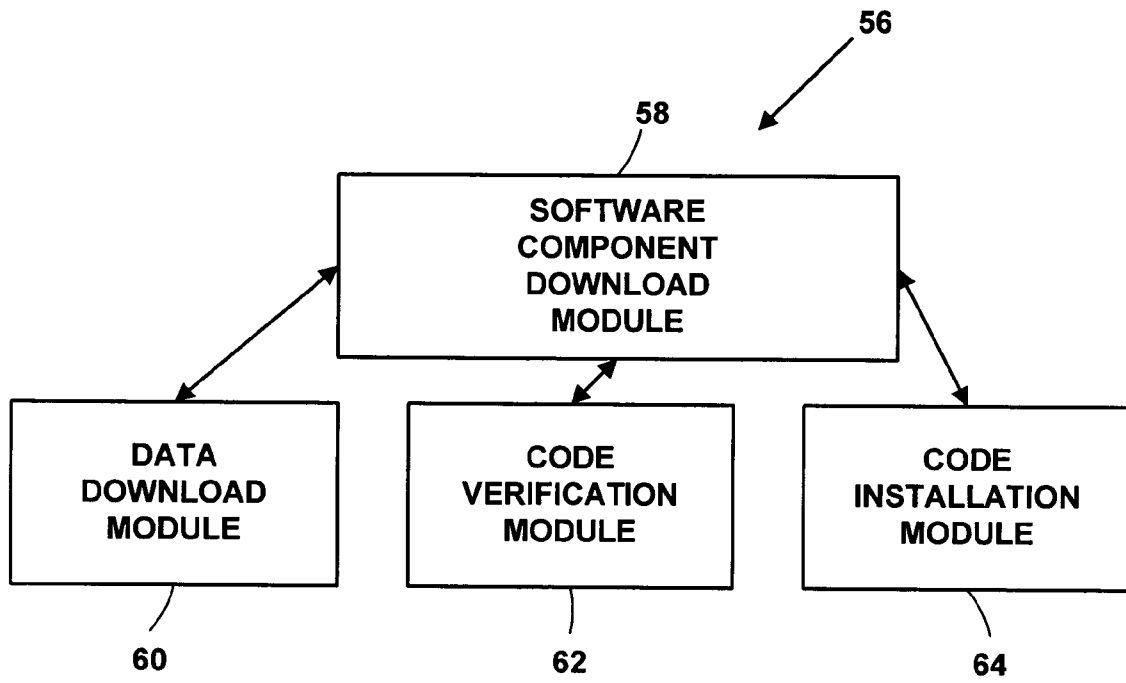 56
58
SOFTWARE
COMPONENT
DOWNLOAD
MODULE
DATA
DOWNLOAD
MODULE
CODE
VERIFICATION
MODULE
CODE
INSTALLATION
MODULE
60
62
64